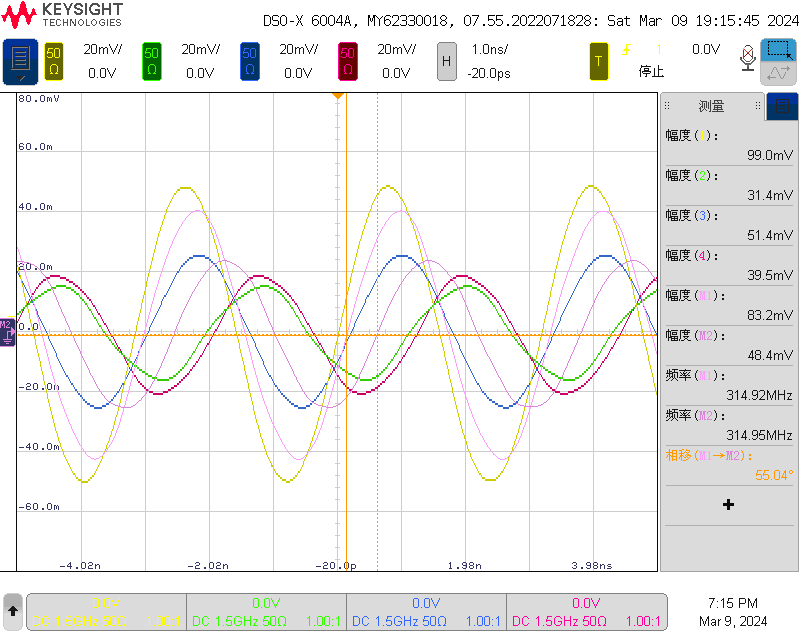 KEYSIGHT
TECHNOLOGIES
DSO-X 6004A, MY62330018, 07.55.2022071828: Sat Mar 09 19:15:45 2024
50Ω 20mV/ 50Ω 20mV/ 50Ω 20mV/ 50Ω 20mV/ H 1.0ns/ T 1 0.0V
0.0V 0.0V 0.0V 0.0V -20.0ps 停止
80.0mV
60.0m
40.0m
20.0m
0.0
-20.0m
-40.0m
-60.0m
M2
-4.02n -2.02n -20.0p 1.98n 3.98ns
测量
幅度(1):
99.0mV
幅度(2):
31.4mV
幅度(3):
51.4mV
幅度(4):
39.5mV
幅度(M1):
83.2mV
幅度(M2):
48.4mV
频率(M1):
314.92MHz
频率(M2):
314.95MHz
相移(M1→M2):
55.04°
+
0.0V 0.0V 0.0V 0.0V
DC 1.5GHz 50Ω 1.00:1 DC 1.5GHz 50Ω 1.00:1 DC 1.5GHz 50Ω 1.00:1 DC 1.5GHz 50Ω 1.00:1
7:15 PM
Mar 9, 2024